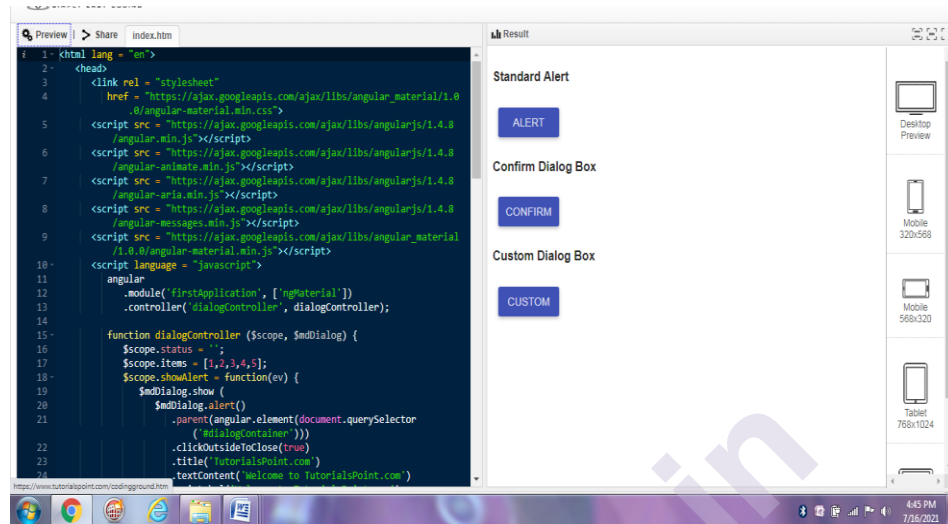 Preview
Share
index.htm
Result
1 <html lang = "en">
2 <head>
3 <link rel = "stylesheet"
4 href = "https://ajax.googleapis.com/ajax/libs/angular_material/1.0
.0/angular-material.min.css">
5 <script src = "https://ajax.googleapis.com/ajax/libs/angularjs/1.4.8
/angular.min.js"></script>
6 <script src = "https://ajax.googleapis.com/ajax/libs/angularjs/1.4.8
/angular-animate.min.js"></script>
7 <script src = "https://ajax.googleapis.com/ajax/libs/angularjs/1.4.8
/angular-aria.min.js"></script>
8 <script src = "https://ajax.googleapis.com/ajax/libs/angularjs/1.4.8
/angular-messages.min.js"></script>
9 <script src = "https://ajax.googleapis.com/ajax/libs/angular_material
/1.0.0/angular-material.min.js"></script>
10 <script language = "javascript">
11 angular
12 .module('firstApplication', ['ngMaterial'])
13 .controller('dialogController', dialogController);
14
15 function dialogController ($scope, $mdDialog) {
16 $scope.status = '';
17 $scope.items = [1,2,3,4,5];
18 $scope.showAlert = function(ev) {
19 $mdDialog.show (
20 $mdDialog.alert()
21 .parent(angular.element(document.querySelector
('#dialogContainer')))
22 .clickOutsideToClose(true)
23 .title('TutorialsPoint.com')
24 .textContent('Welcome to TutorialsPoint.com')
https://www.tutorialspoint.com/codingground.htm
Standard Alert
ALERT
Confirm Dialog Box
CONFIRM
Custom Dialog Box
CUSTOM
Desktop
Preview
Mobile
320x568
Mobile
568x320
Tablet
768x1024
in
4:45 PM
7/16/2021